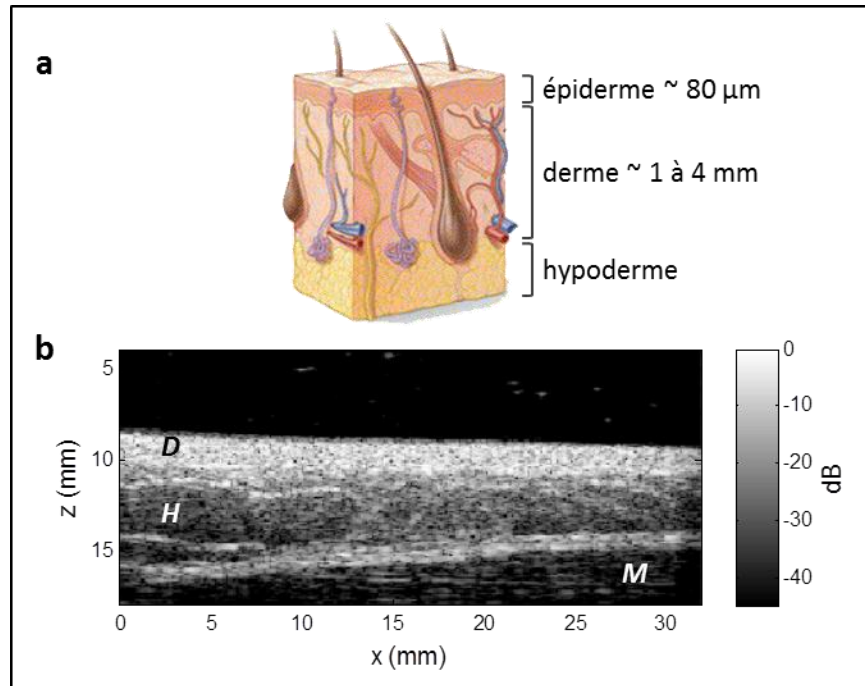 a
épiderme ~ 80 µm
derme ~ 1 à 4 mm
hypoderme
b
5
10
15
z (mm)
D
H
M
0 5 10 15 20 25 30
x (mm)
0
-10
-20
-30
-40
dB